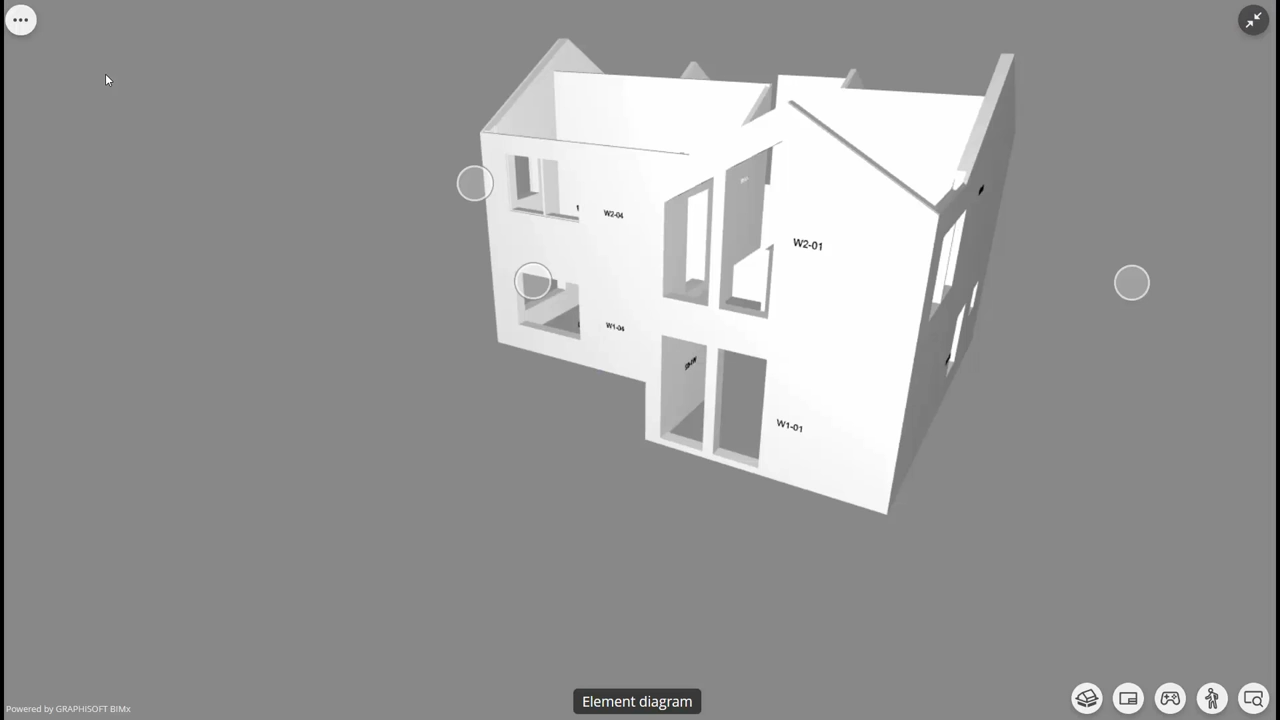 W2-04
W2-01
W1-04
W1-01
Element diagram
Powered by GRAPHISOFT BIMx